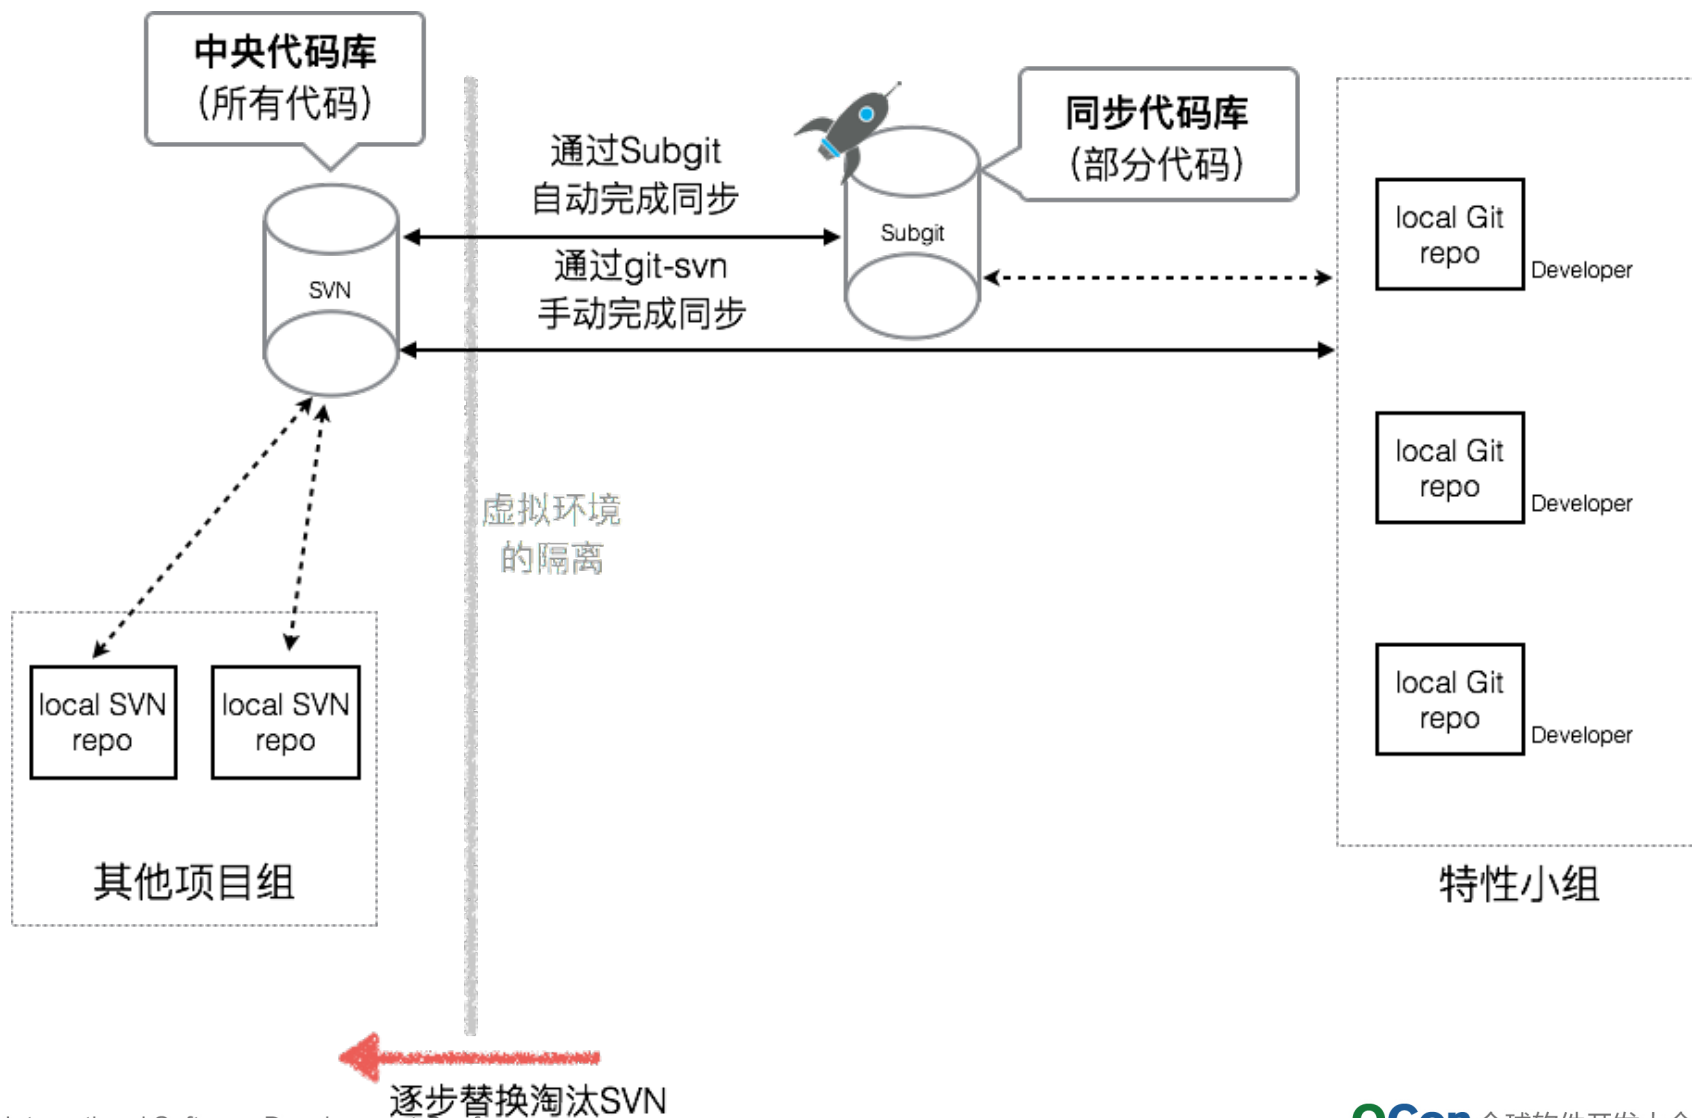 中央代码库
（所有代码）
同步代码库
（部分代码）
通过Subgit
自动完成同步
通过git-svn
手动完成同步
SVN
Subgit
local Git
repo
Developer
local Git
repo
Developer
local Git
repo
Developer
虚拟环境
的隔离
local SVN
repo
local SVN
repo
其他项目组
特性小组
逐步替换淘汰SVN